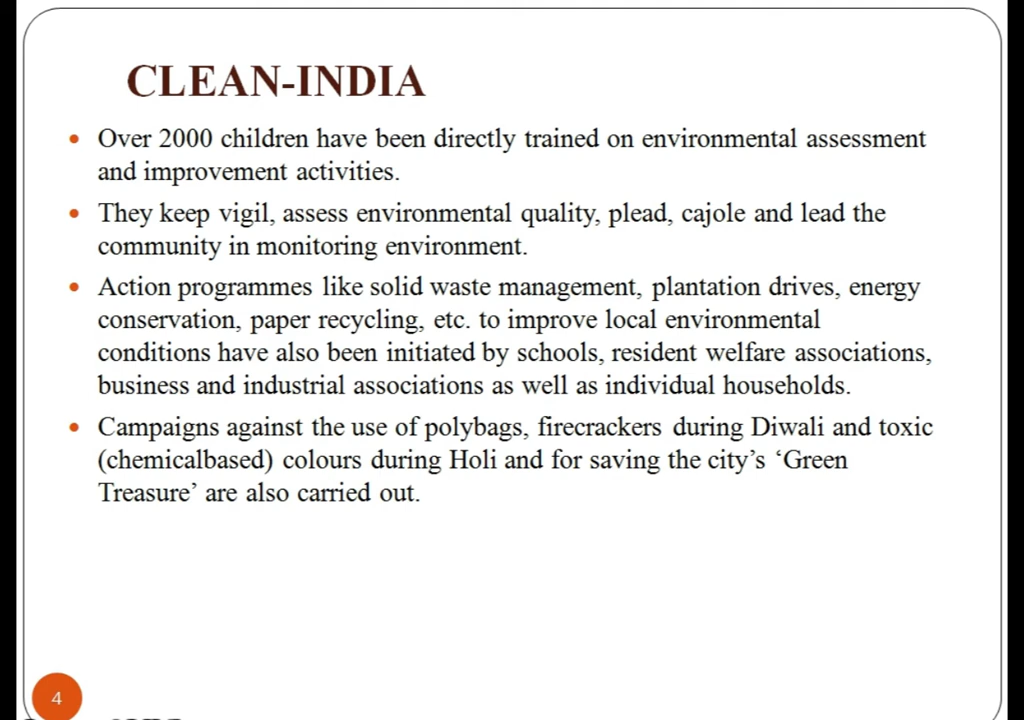 CLEAN-INDIA
• Over 2000 children have been directly trained on environmental assessment
and improvement activities.
• They keep vigil, assess environmental quality, plead, cajole and lead the
community in monitoring environment.
• Action programmes like solid waste management, plantation drives, energy
conservation, paper recycling, etc. to improve local environmental
conditions have also been initiated by schools, resident welfare associations,
business and industrial associations as well as individual households.
• Campaigns against the use of polybags, firecrackers during Diwali and toxic
(chemicalbased) colours during Holi and for saving the city’s ‘Green
Treasure’ are also carried out.
4